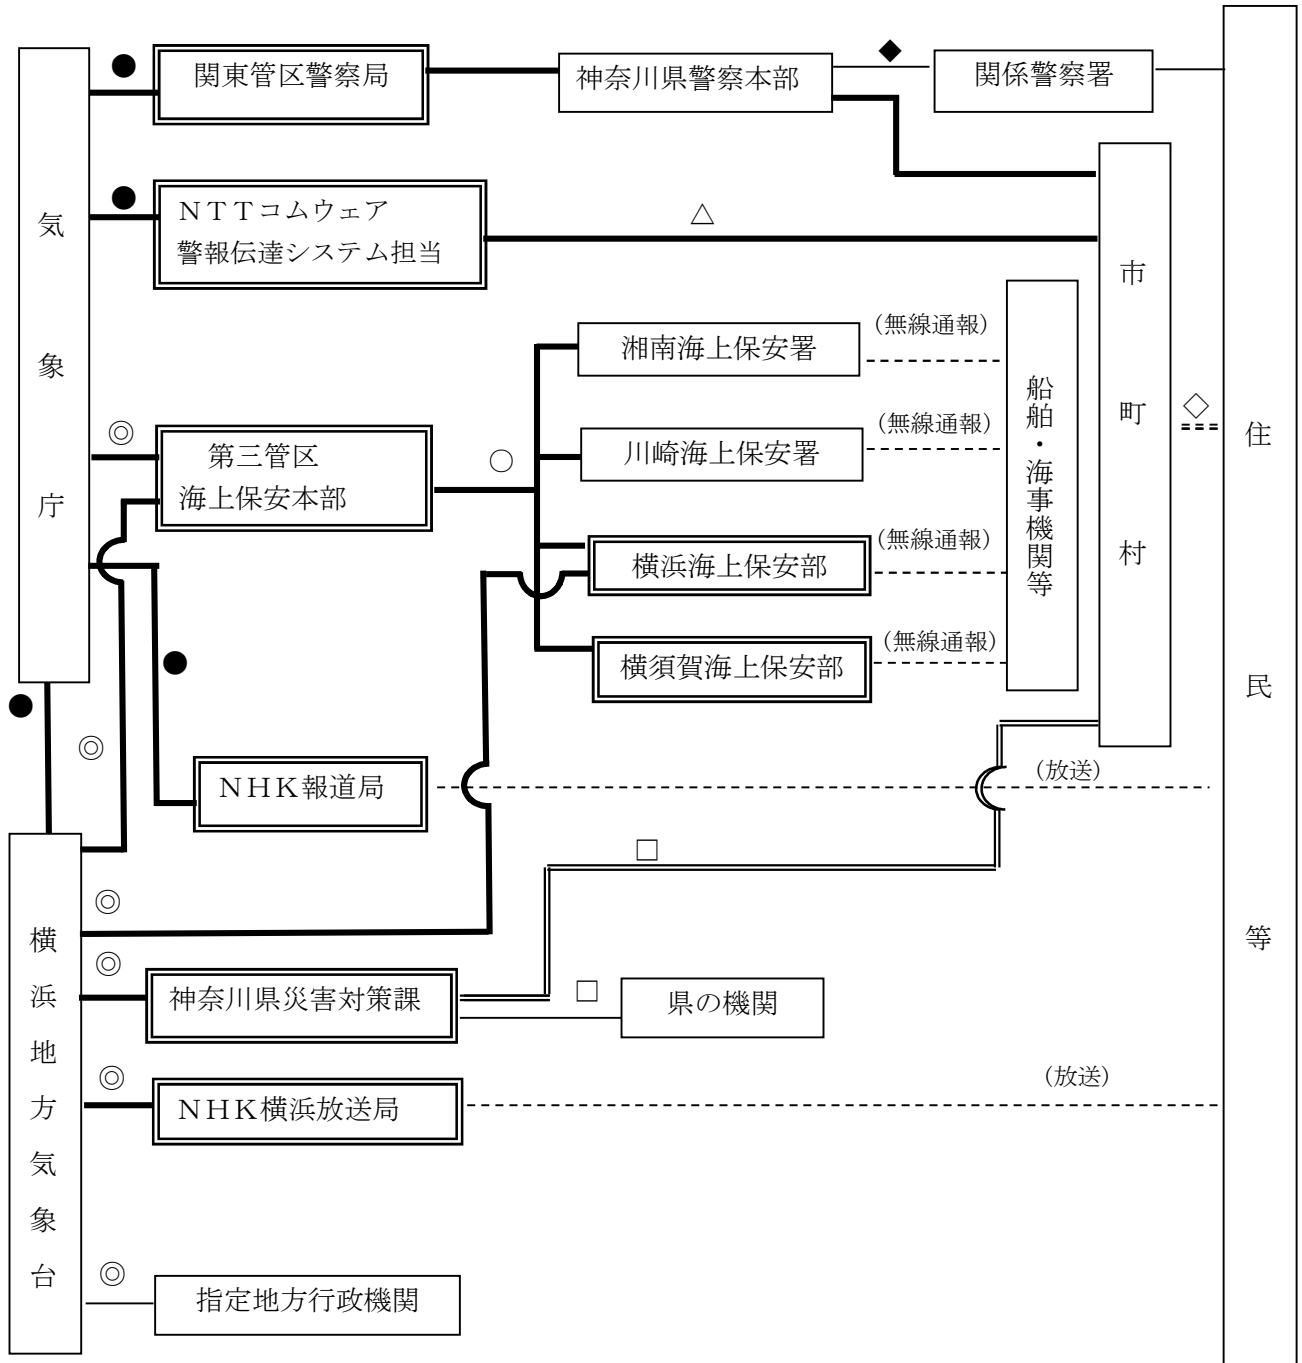 気象庁
●
関東管区警察局
神奈川県警察本部
◆
関係警察署
●
ＮＴＴコムウェア
警報伝達システム担当
△
市町村
◇
住民等
湘南海上保安署
（無線通報）
船舶・海事機関等
川崎海上保安署
（無線通報）
◎
第三管区
海上保安本部
○
横浜海上保安部
（無線通報）
横須賀海上保安部
（無線通報）
●
●
◎
ＮＨＫ報道局
（放送）
横浜地方気象台
□
◎
◎
神奈川県災害対策課
□
県の機関
◎
ＮＨＫ横浜放送局
（放送）
◎
指定地方行政機関